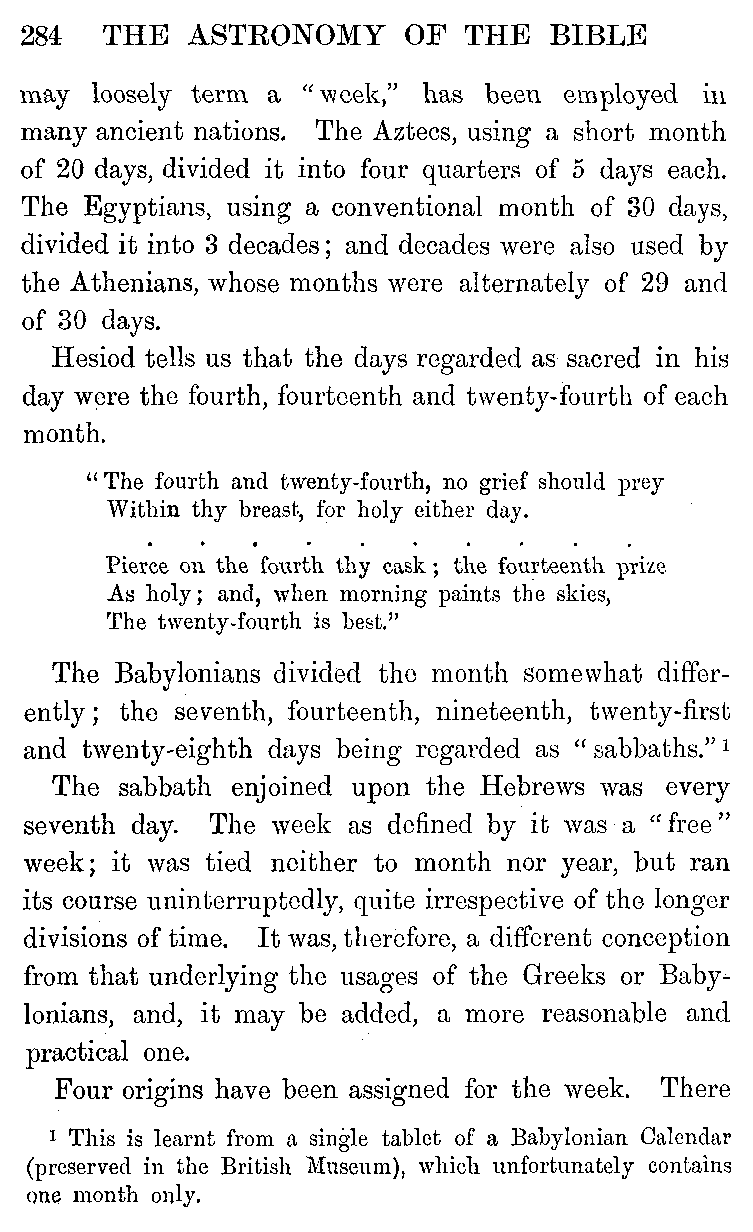 284 THE ASTRONOMY OF THE BIBLE
may loosely term a “week,” has been employed in
many ancient nations. The Aztecs, using a short month
of 20 days, divided it into four quarters of 5 days each.
The Egyptians, using a conventional month of 30 days,
divided it into 3 decades; and decades were also used by
the Athenians, whose months were alternately of 29 and
of 30 days.
Hesiod tells us that the days regarded as sacred in his
day were the fourth, fourteenth and twenty-fourth of each
month.
“The fourth and twenty-fourth, no grief should prey
Within thy breast, for holy either day.
. . . . . . . . . .
Pierce on the fourth thy cask; the fourteenth prize
As holy; and, when morning paints the skies,
The twenty-fourth is best.”
The Babylonians divided the month somewhat differ-
ently; the seventh, fourteenth, nineteenth, twenty-first
and twenty-eighth days being regarded as “sabbaths.” ¹
The sabbath enjoined upon the Hebrews was every
seventh day. The week as defined by it was a “free”
week; it was tied neither to month nor year, but ran
its course uninterruptedly, quite irrespective of the longer
divisions of time. It was, therefore, a different conception
from that underlying the usages of the Greeks or Baby-
lonians, and, it may be added, a more reasonable and
practical one.
Four origins have been assigned for the week. There
¹ This is learnt from a single tablet of a Babylonian Calendar
(preserved in the British Museum), which unfortunately contains
one month only.